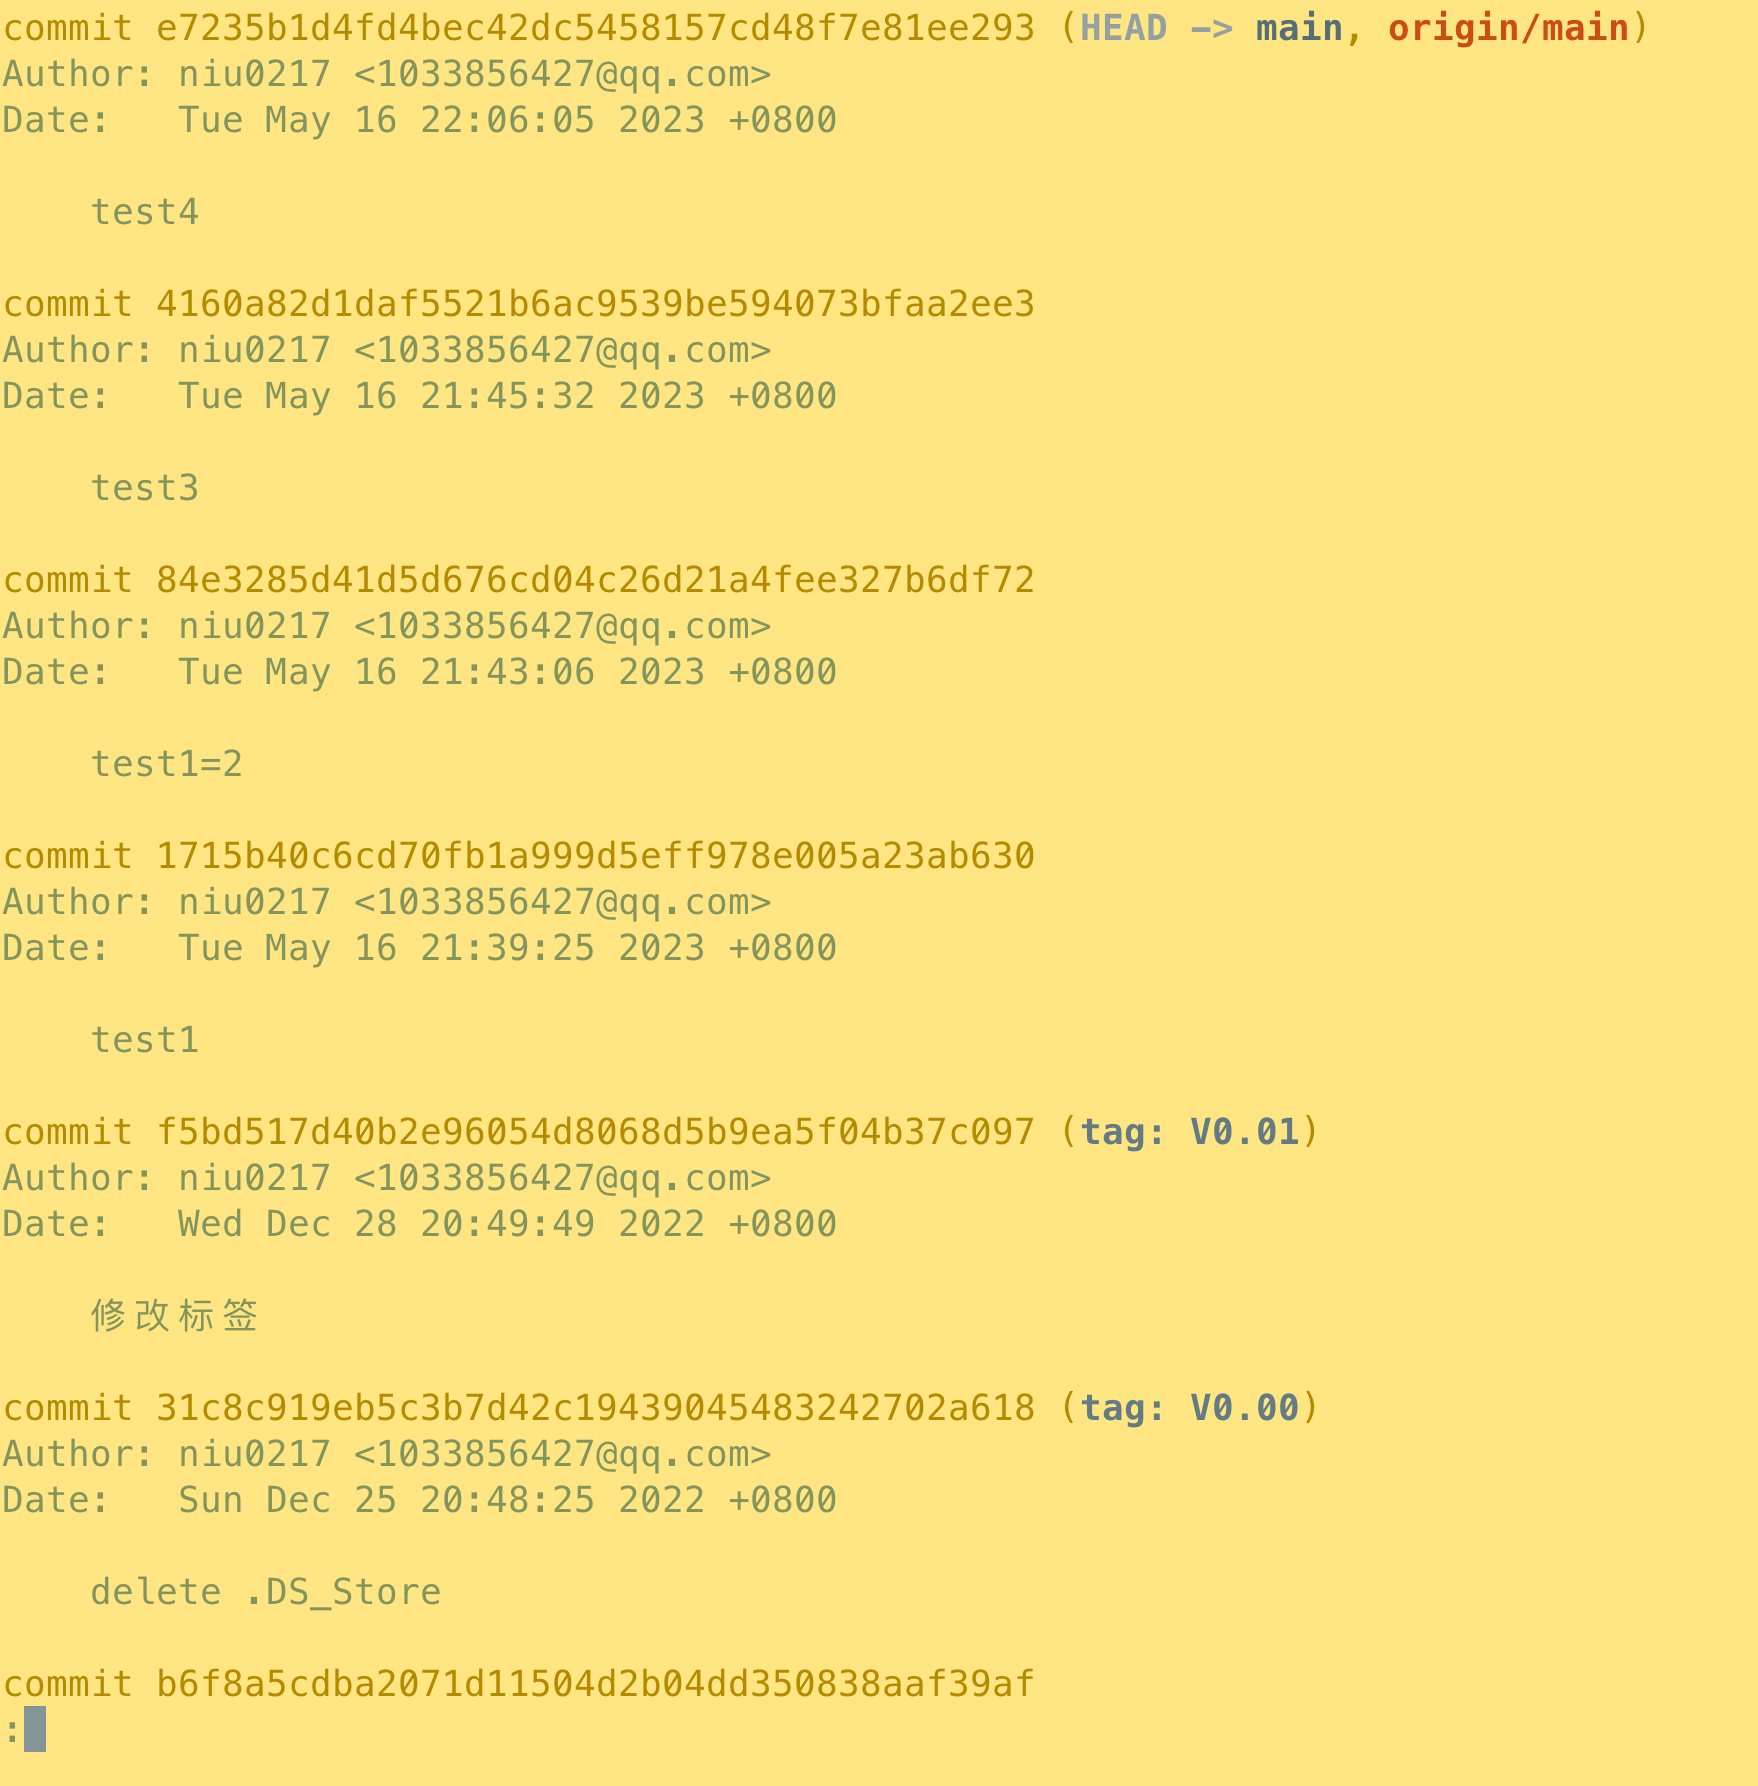 commit e7235b1d4fd4bec42dc5458157cd48f7e81ee293 (HEAD -> main, origin/main)
Author: niu0217 <1033856427@qq.com>
Date:   Tue May 16 22:06:05 2023 +0800
    test4
commit 4160a82d1daf5521b6ac9539be594073bfaa2ee3
Author: niu0217 <1033856427@qq.com>
Date:   Tue May 16 21:45:32 2023 +0800
    test3
commit 84e3285d41d5d676cd04c26d21a4fee327b6df72
Author: niu0217 <1033856427@qq.com>
Date:   Tue May 16 21:43:06 2023 +0800
    test1=2
commit 1715b40c6cd70fb1a999d5eff978e005a23ab630
Author: niu0217 <1033856427@qq.com>
Date:   Tue May 16 21:39:25 2023 +0800
    test1
commit f5bd517d40b2e96054d8068d5b9ea5f04b37c097 (tag: V0.01)
Author: niu0217 <1033856427@qq.com>
Date:   Wed Dec 28 20:49:49 2022 +0800
    修改标签
commit 31c8c919eb5c3b7d42c19439045483242702a618 (tag: V0.00)
Author: niu0217 <1033856427@qq.com>
Date:   Sun Dec 25 20:48:25 2022 +0800
    delete .DS_Store
commit b6f8a5cdba2071d11504d2b04dd350838aaf39af
: